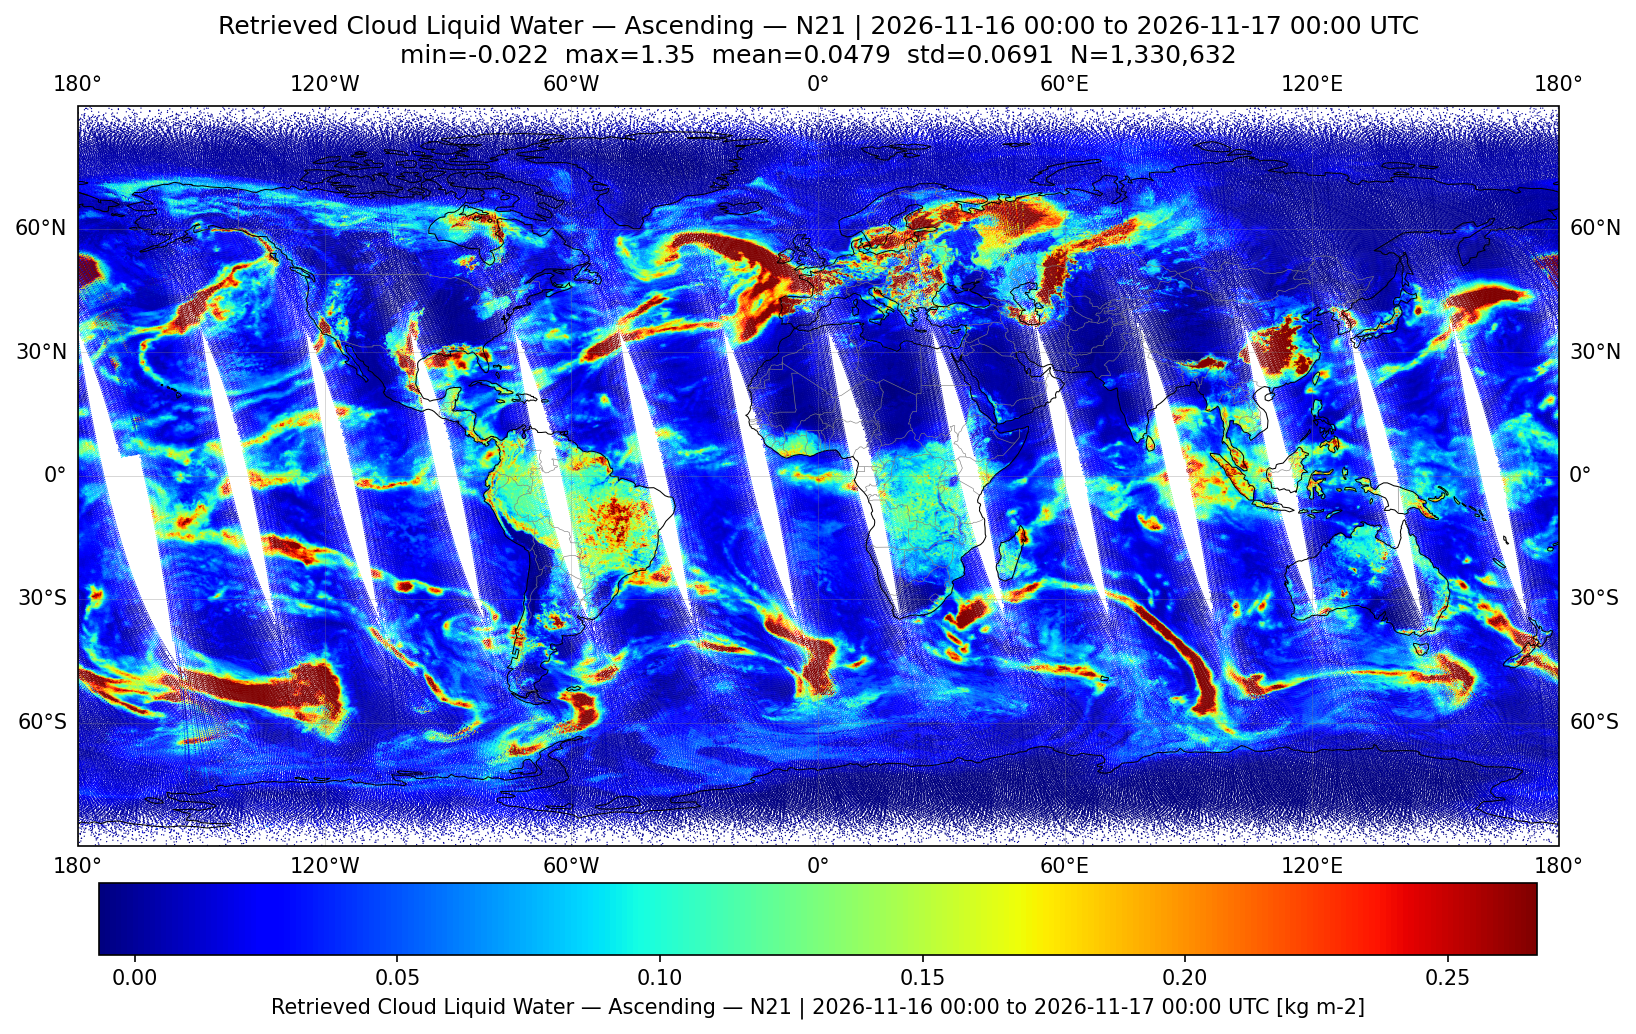 Retrieved Cloud Liquid Water — Ascending — N21 | 2026-11-16 00:00 to 2026-11-17 00:00 UTC
min=-0.022 max=1.35 mean=0.0479 std=0.0691 N=1,330,632
180° 120°W 60°W 0° 60°E 120°E 180°
60°N 60°N
30°N 30°N
0° 0°
30°S 30°S
60°S 60°S
180° 120°W 60°W 0° 60°E 120°E 180°
0.00 0.05 0.10 0.15 0.20 0.25
Retrieved Cloud Liquid Water — Ascending — N21 | 2026-11-16 00:00 to 2026-11-17 00:00 UTC [kg m-2]